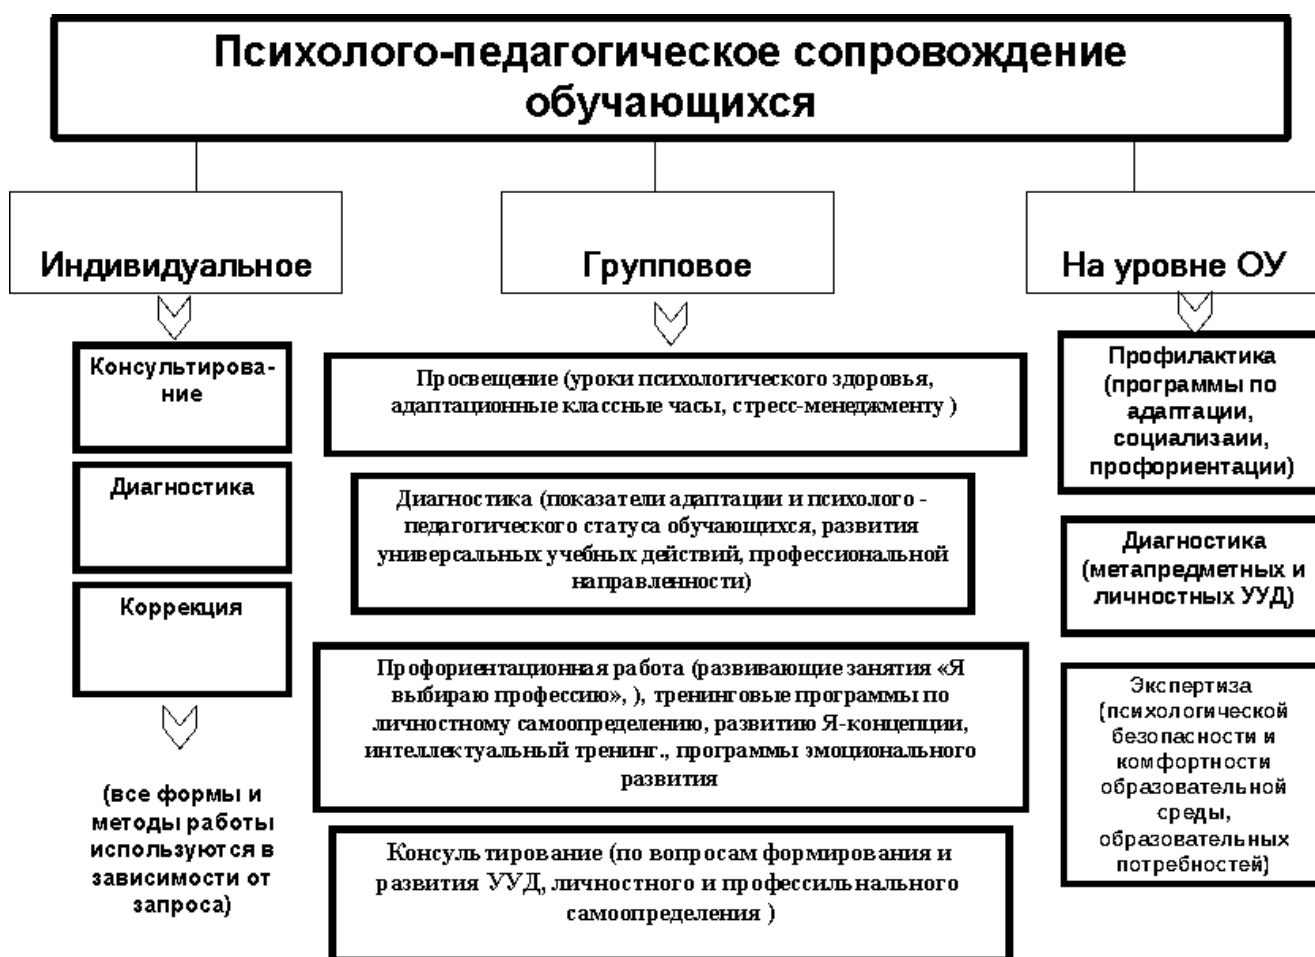 Психолого-педагогическое сопровождение
обучающихся
Индивидуальное
Групповое
На уровне ОУ
Консультирова-
ние
Диагностика
Коррекция
(все формы и
методы работы
используются в
зависимости от
запроса)
Просвещение (уроки психологического здоровья,
адаптационные классные часы, стресс-менеджменту )
Диагностика (показатели адаптации и психолого -
педагогического статуса обучающихся, развития
универсальных учебных действий, профессиональной
направленности)
Профориентационная работа (развивающие занятия «Я
выбираю профессию», ), тренинговые программы по
личностному самоопределению, развитию Я-концепции,
интеллектуальный тренинг., программы эмоционального
развития
Консультирование (по вопросам формирования и
развития УУД, личностного и профессильнального
самоопределения )
Профилактика
(программы по
адаптации,
социализаии,
профориентации)
Диагностика
(метапредметных и
личностных УУД)
Экспертиза
(психологической
безопасности и
комфортности
образовательной
среды,
образовательных
потребностей)